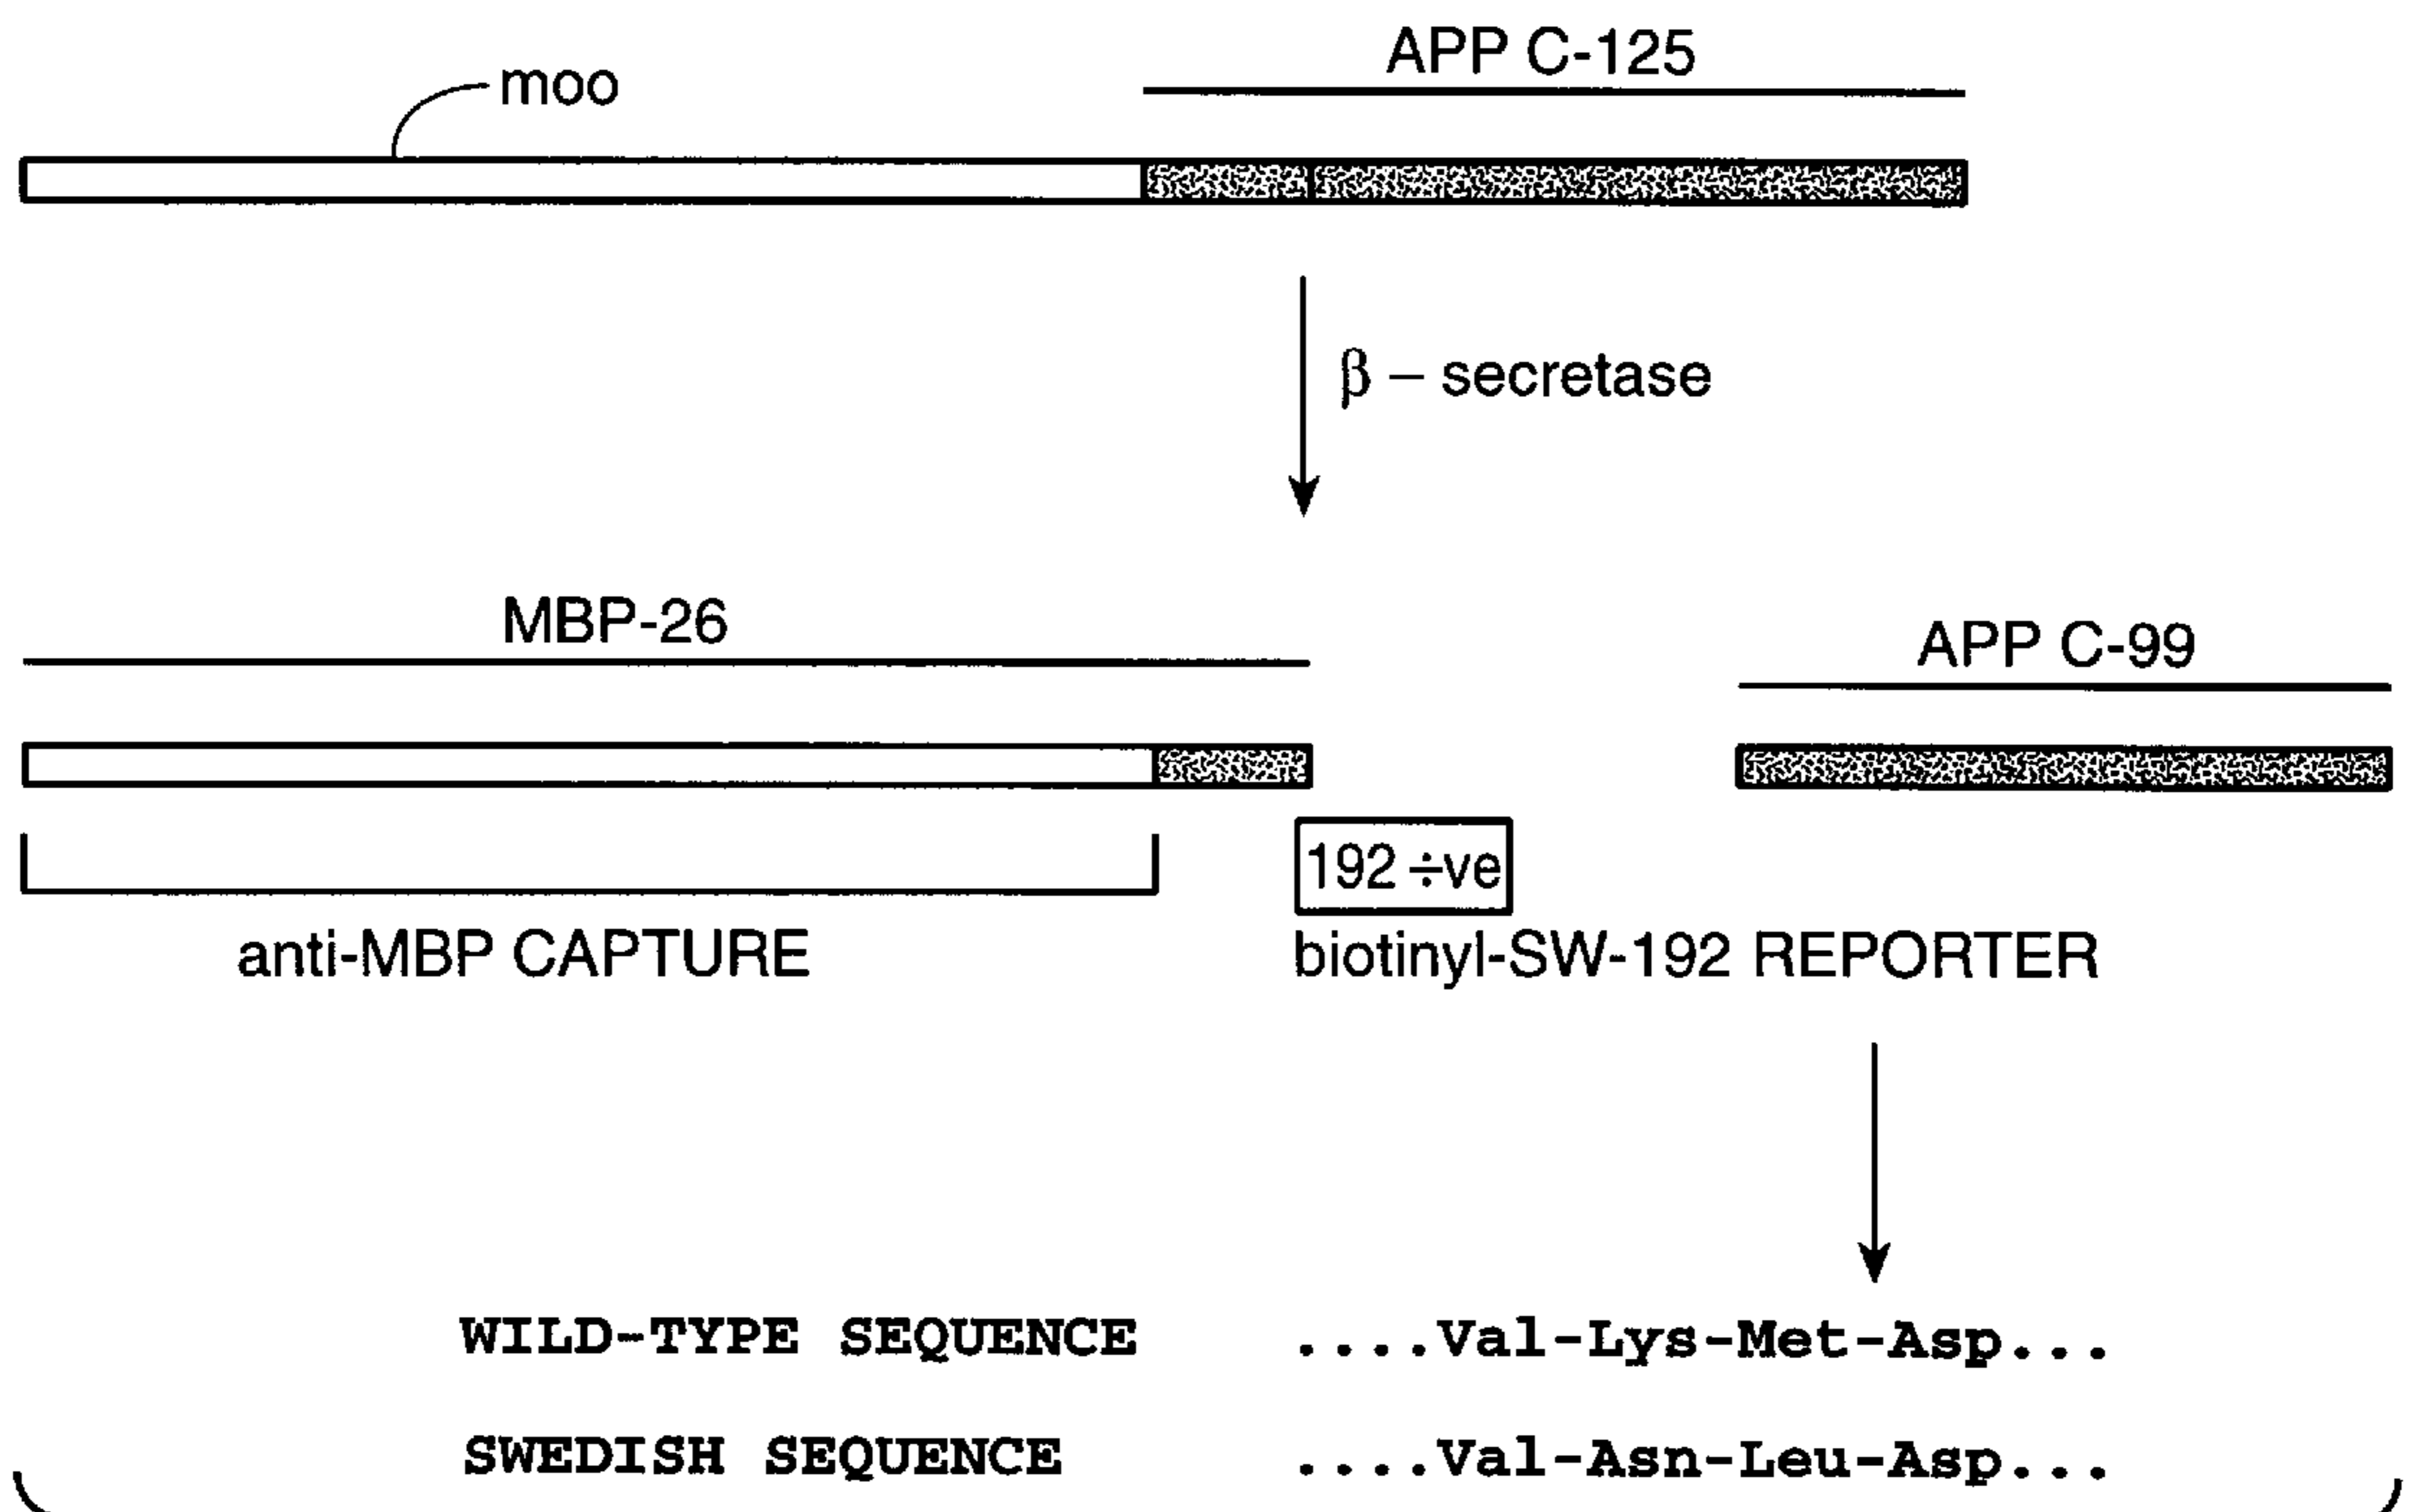 APP C-125
moo
β – secretase
MBP-26
APP C-99
192 ÷ve
anti-MBP CAPTURE
biotinyl-SW-192 REPORTER
WILD-TYPE SEQUENCE ....Val-Lys-Met-Asp...
SWEDISH SEQUENCE ....Val-Asn-Leu-Asp...